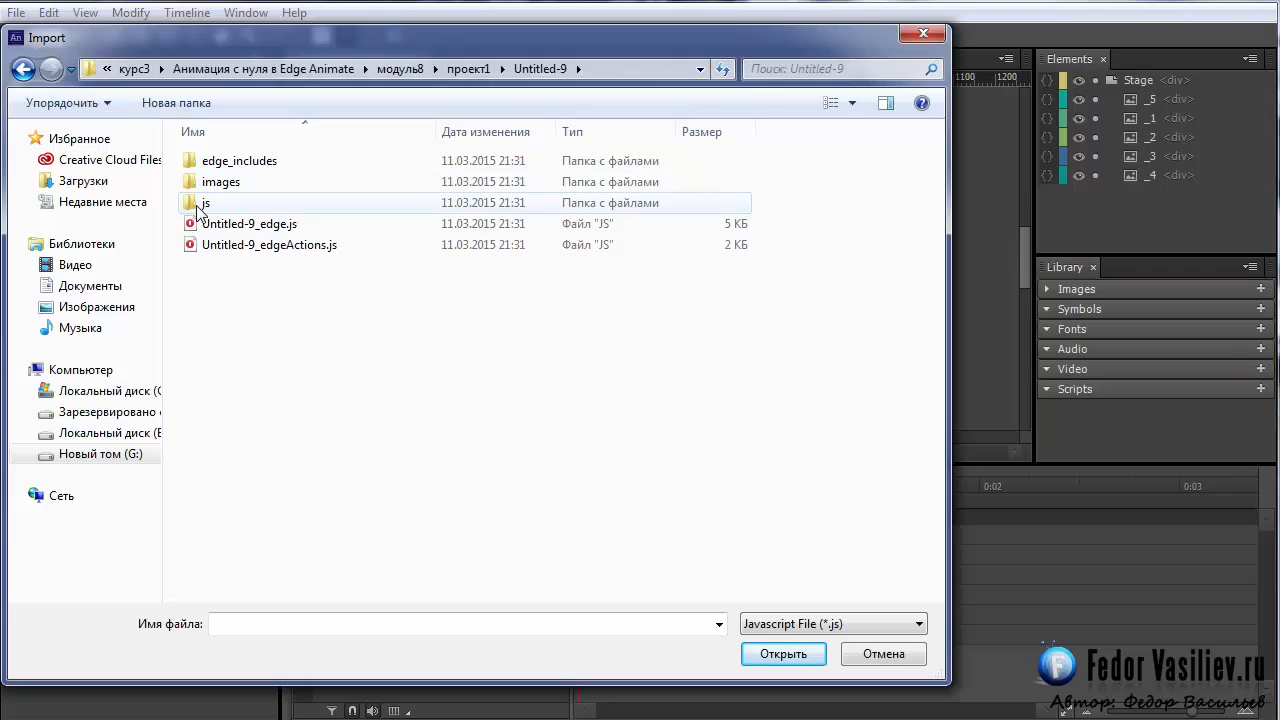 File Edit View Modify Timeline Window Help
An Import
« курс3 Анимация с нуля в Edge Animate модуль8 проект1 Untitled-9
Поиск: Untitled-9
Упорядочить Новая папка
Имя Дата изменения Тип Размер
Избранное
Creative Cloud Files
Загрузки
Недавние места
Библиотеки
Видео
Документы
Изображения
Музыка
Компьютер
Локальный диск (C
Зарезервировано
Локальный диск (E
Новый том (G:)
Сеть
edge_includes 11.03.2015 21:31 Папка с файлами
images 11.03.2015 21:31 Папка с файлами
js 11.03.2015 21:31 Папка с файлами
Untitled-9_edge.js 11.03.2015 21:31 Файл "JS" 5 КБ
Untitled-9_edgeActions.js 11.03.2015 21:31 Файл "JS" 2 КБ
Имя файла:
Javascript File (*.js)
Открыть Отмена
1100 1200
Elements
Stage <div>
_5 <div>
_1 <div>
_2 <div>
_3 <div>
_4 <div>
Library
Images
Symbols
Fonts
Audio
Video
Scripts
0:02 0:03
Fedor Vasiliev.ru
Автор: Федор Васильев